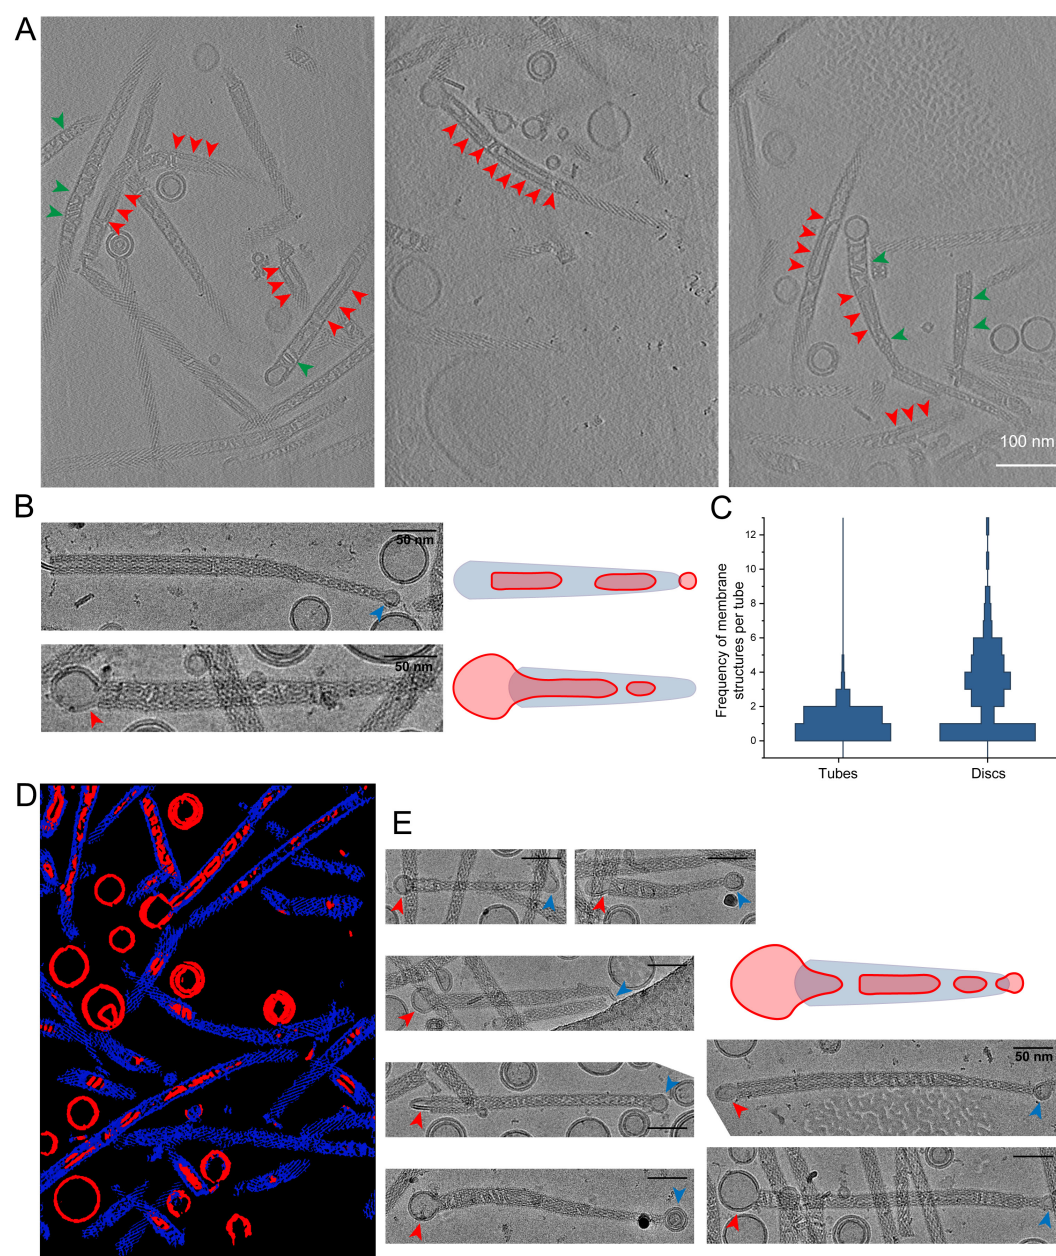 A
100 nm
B
50 nm
50 nm
C
Frequency of membrane
structures per tube
12
10
8
6
4
2
0
Tubes
Discs
D
E
50 nm